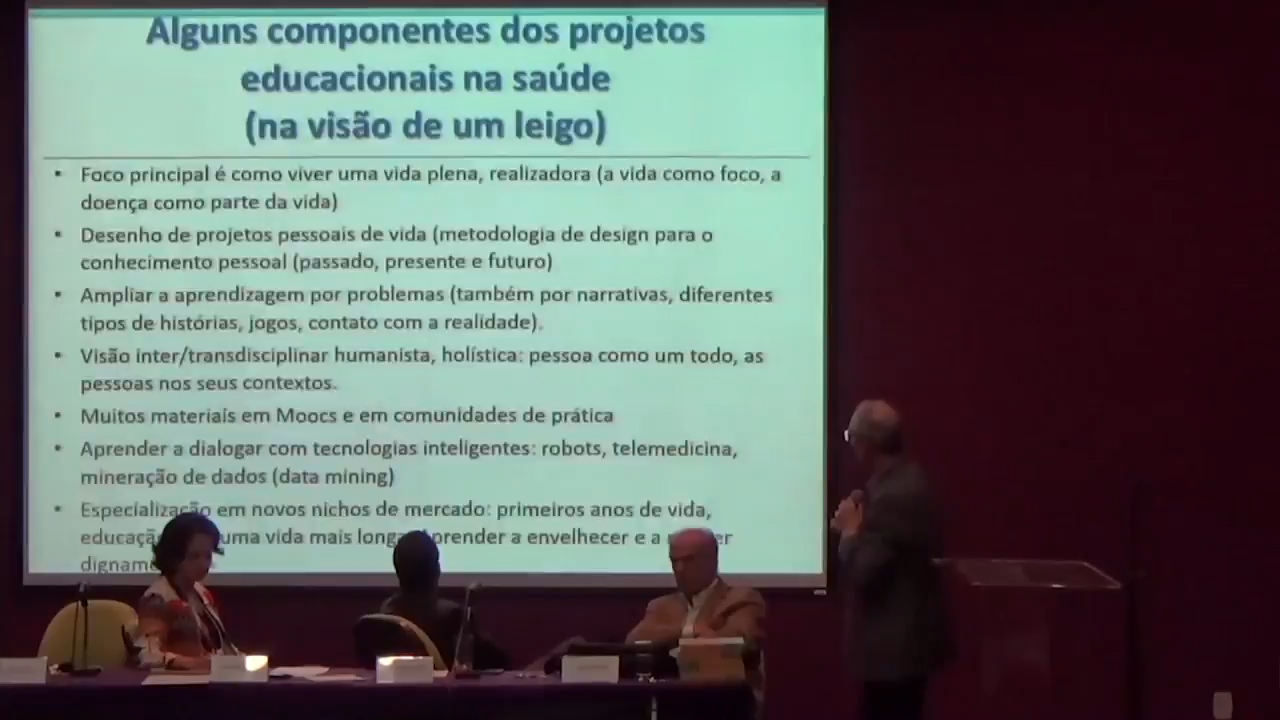 Alguns componentes dos projetos
educacionais na saúde
(na visão de um leigo)
• Foco principal é como viver uma vida plena, realizadora (a vida como foco, a
doença como parte da vida)
• Desenho de projetos pessoais de vida (metodologia de design para o
conhecimento pessoal (passado, presente e futuro)
• Ampliar a aprendizagem por problemas (também por narrativas, diferentes
tipos de histórias, jogos, contato com a realidade).
• Visão inter/transdisciplinar humanista, holística: pessoa como um todo, as
pessoas nos seus contextos.
• Muitos materiais em Moocs e em comunidades de prática
• Aprender a dialogar com tecnologias inteligentes: robots, telemedicina,
mineração de dados (data mining)
• Especialização em novos nichos de mercado: primeiros anos de vida,
uma vida mais longa aprender a envelhecer e a